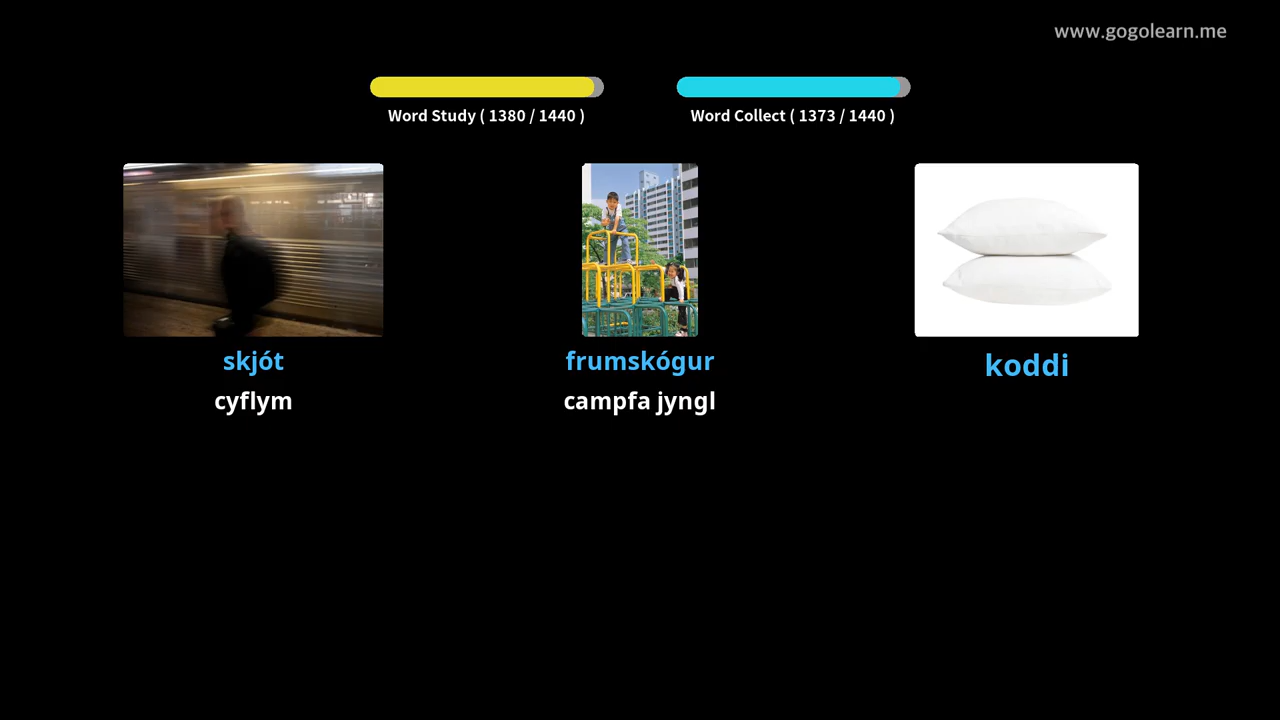 www.gogolearn.me
Word Study ( 1380 / 1440 )
Word Collect ( 1373 / 1440 )
skjót
cyflym
frumskógur
campfa jyngl
koddi